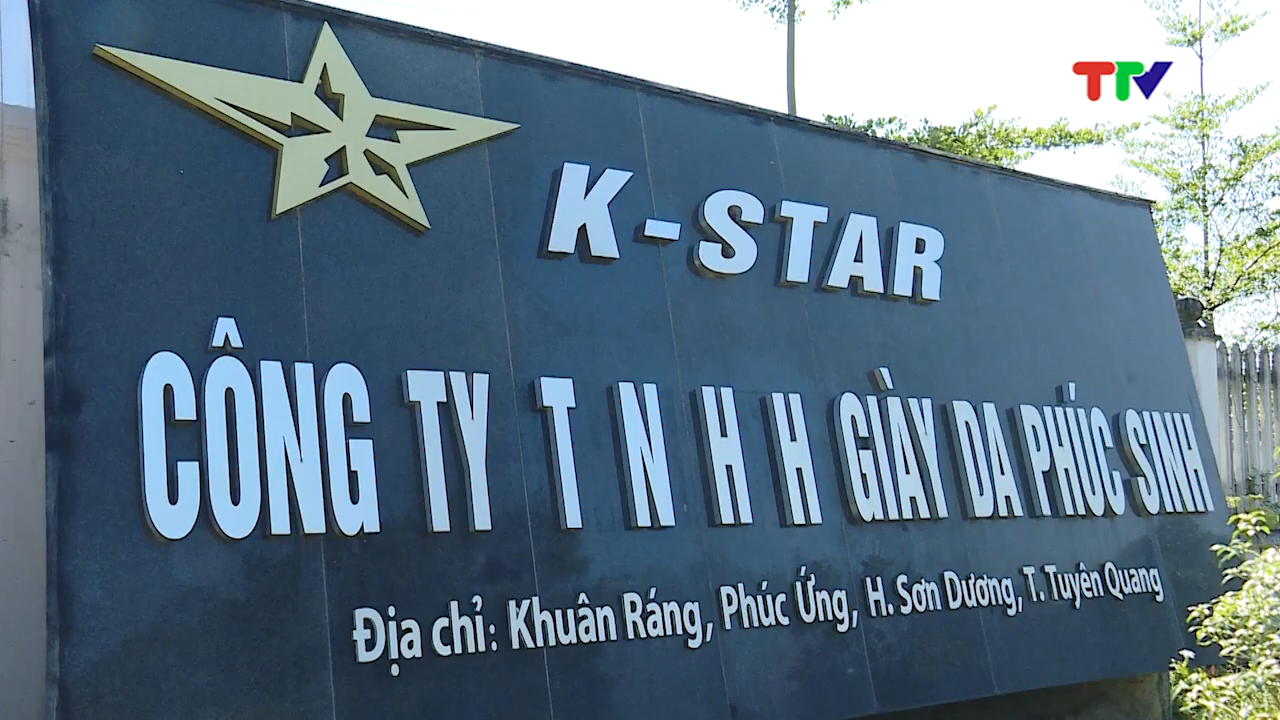 TTV
K-STAR
CÔNG TY T N H H GIÀY DA PHÚC SINH
Địa chỉ: Khuân Ráng, Phúc Ứng, H. Sơn Dương, T. Tuyên Quang